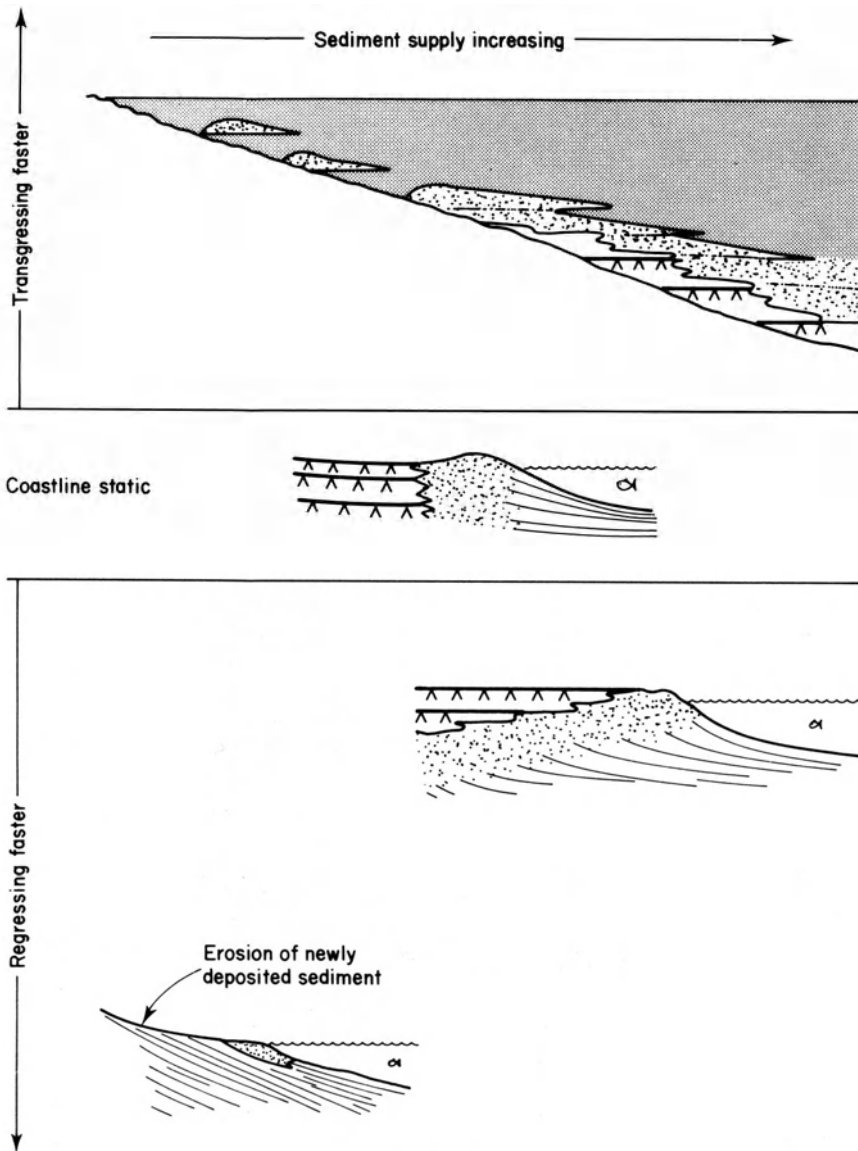 Sediment supply increasing
Transgressing faster
Coastline static
α
α
Regressing faster
Erosion of newly
deposited sediment
α